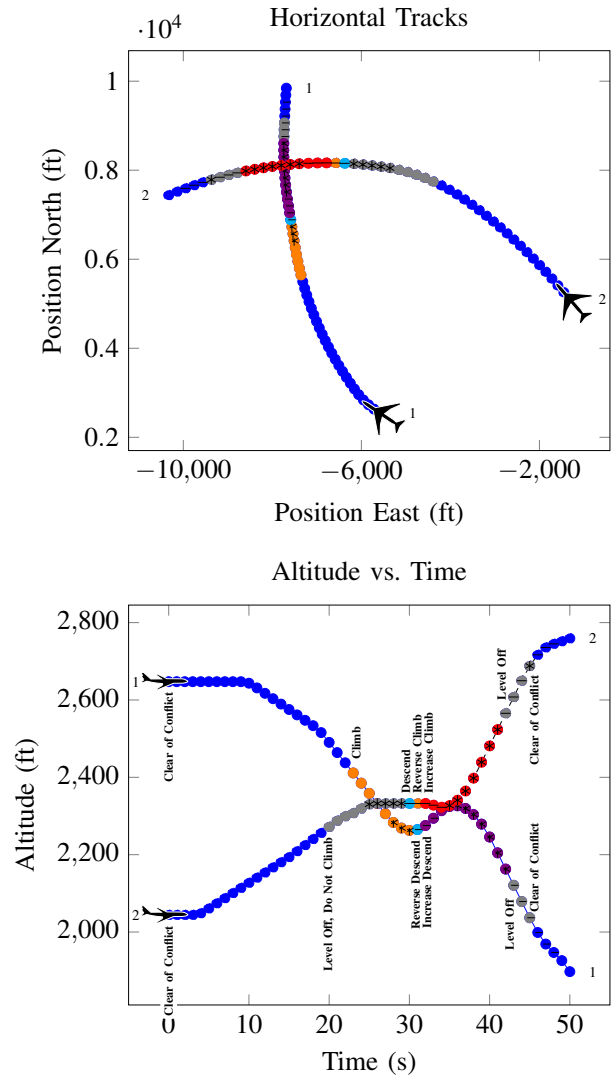 Horizontal Tracks
·10⁴
1
0.8
0.6
0.4
0.2
Position North (ft)
1
2
2
1
−10,000
−6,000
−2,000
Position East (ft)
Altitude vs. Time
2,800
2,600
2,400
2,200
2,000
Altitude (ft)
1
2
2
1
Clear of Conflict
Clear of Conflict
Level Off, Do Not Climb
Climb
Descend
Reverse Climb
Increase Climb
Reverse Descend
Increase Descend
Level Off
Clear of Conflict
Level Off
Clear of Conflict
0
10
20
30
40
50
Time (s)